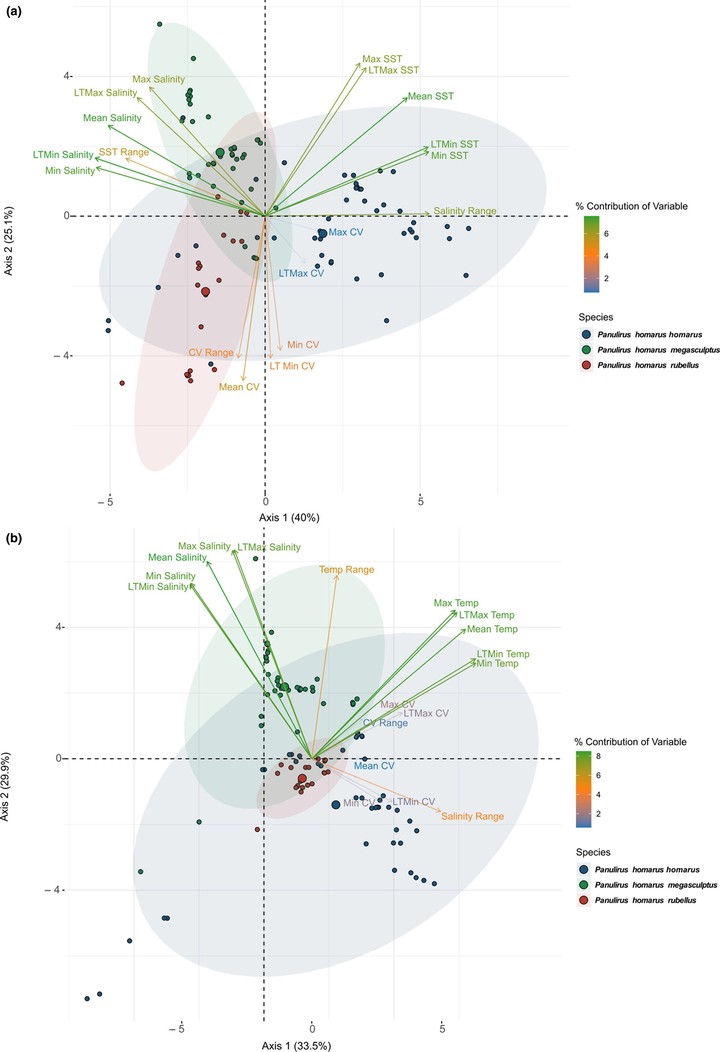 (a)
Max SST
LTMax SST
Max Salinity
LTMax Salinity
Mean SST
Mean Salinity
LTMin SST
Min SST
LTMin Salinity
SST Range
Min Salinity
Salinity Range
Max CV
LTMax CV
Min CV
CV Range
LT Min CV
Mean CV
4
0
– 4
Axis 2 (25.1%)
– 5
0
5
Axis 1 (40%)
% Contribution of Variable
6
4
2
Species
Panulirus homarus homarus
Panulirus homarus megasculptus
Panulirus homarus rubellus
(b)
Max Salinity
LTMax Salinity
Mean Salinity
Temp Range
Min Salinity
LTMin Salinity
Max Temp
LTMax Temp
Mean Temp
LTMin Temp
Min Temp
Max CV
LTMax CV
CV Range
Mean CV
Min CV
LTMin CV
Salinity Range
4
0
– 4
Axis 2 (29.9%)
– 5
0
5
Axis 1 (33.5%)
% Contribution of Variable
8
6
4
2
Species
Panulirus homarus homarus
Panulirus homarus megasculptus
Panulirus homarus rubellus